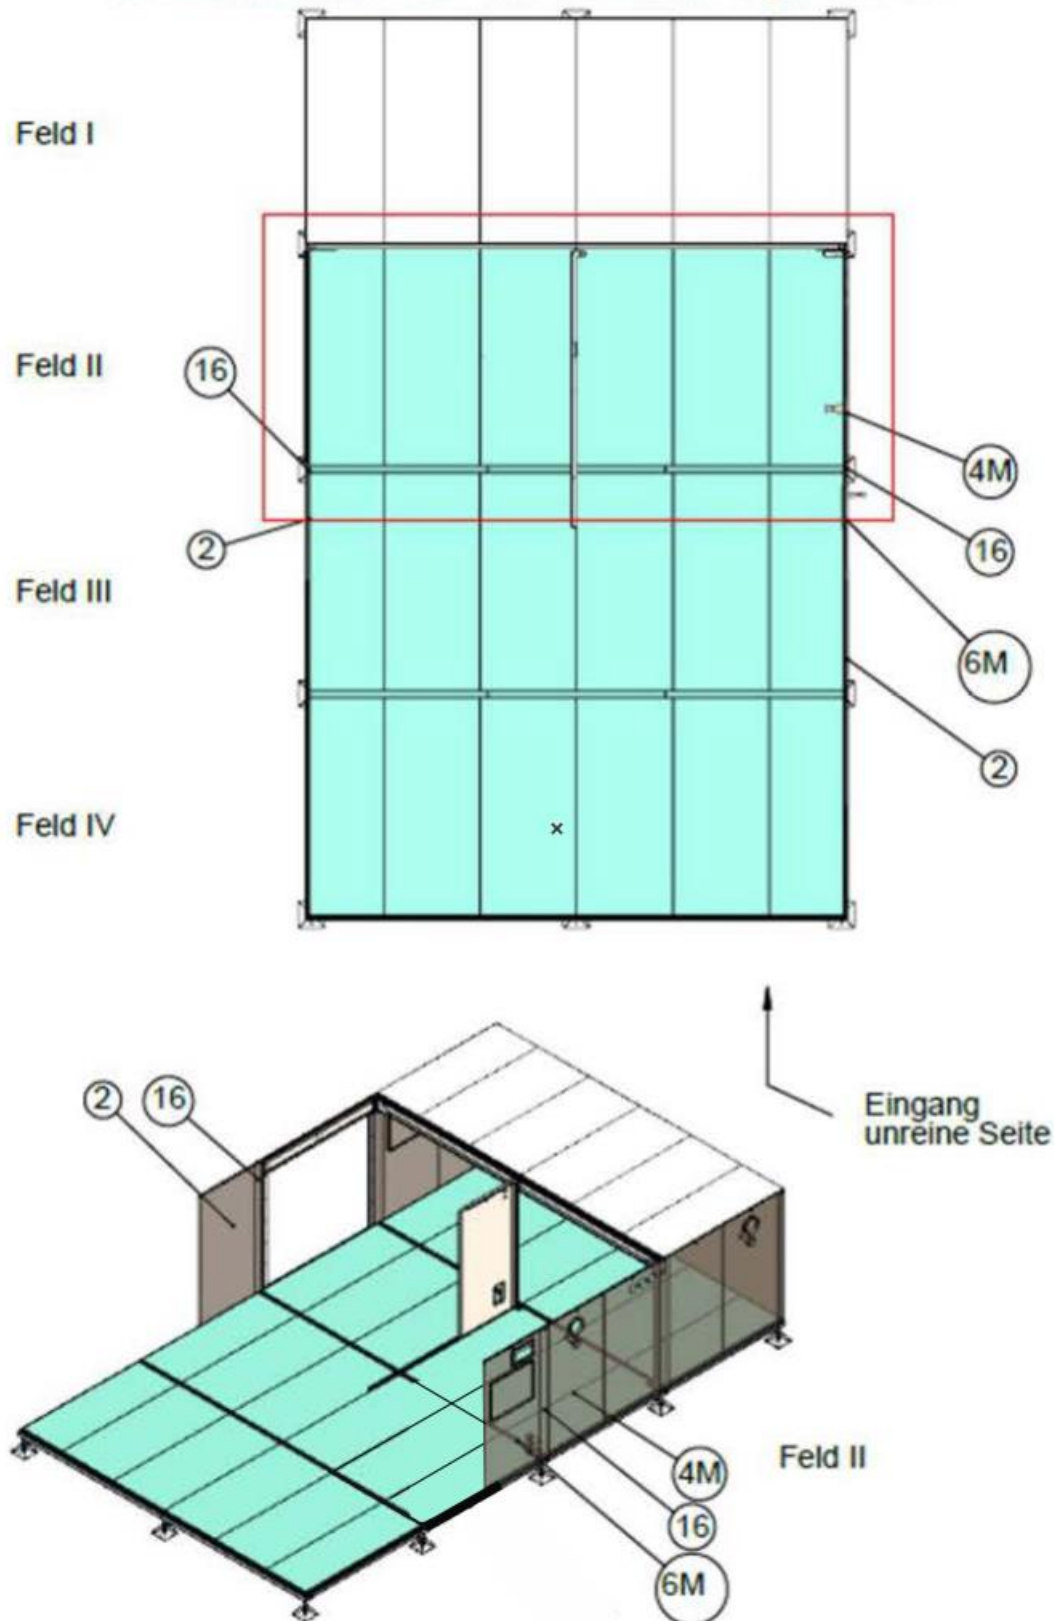 Feld I
Feld II
16
4M
2
16
Feld III
6M
2
Feld IV
2
16
Eingang
unreine Seite
4M
Feld II
16
6M